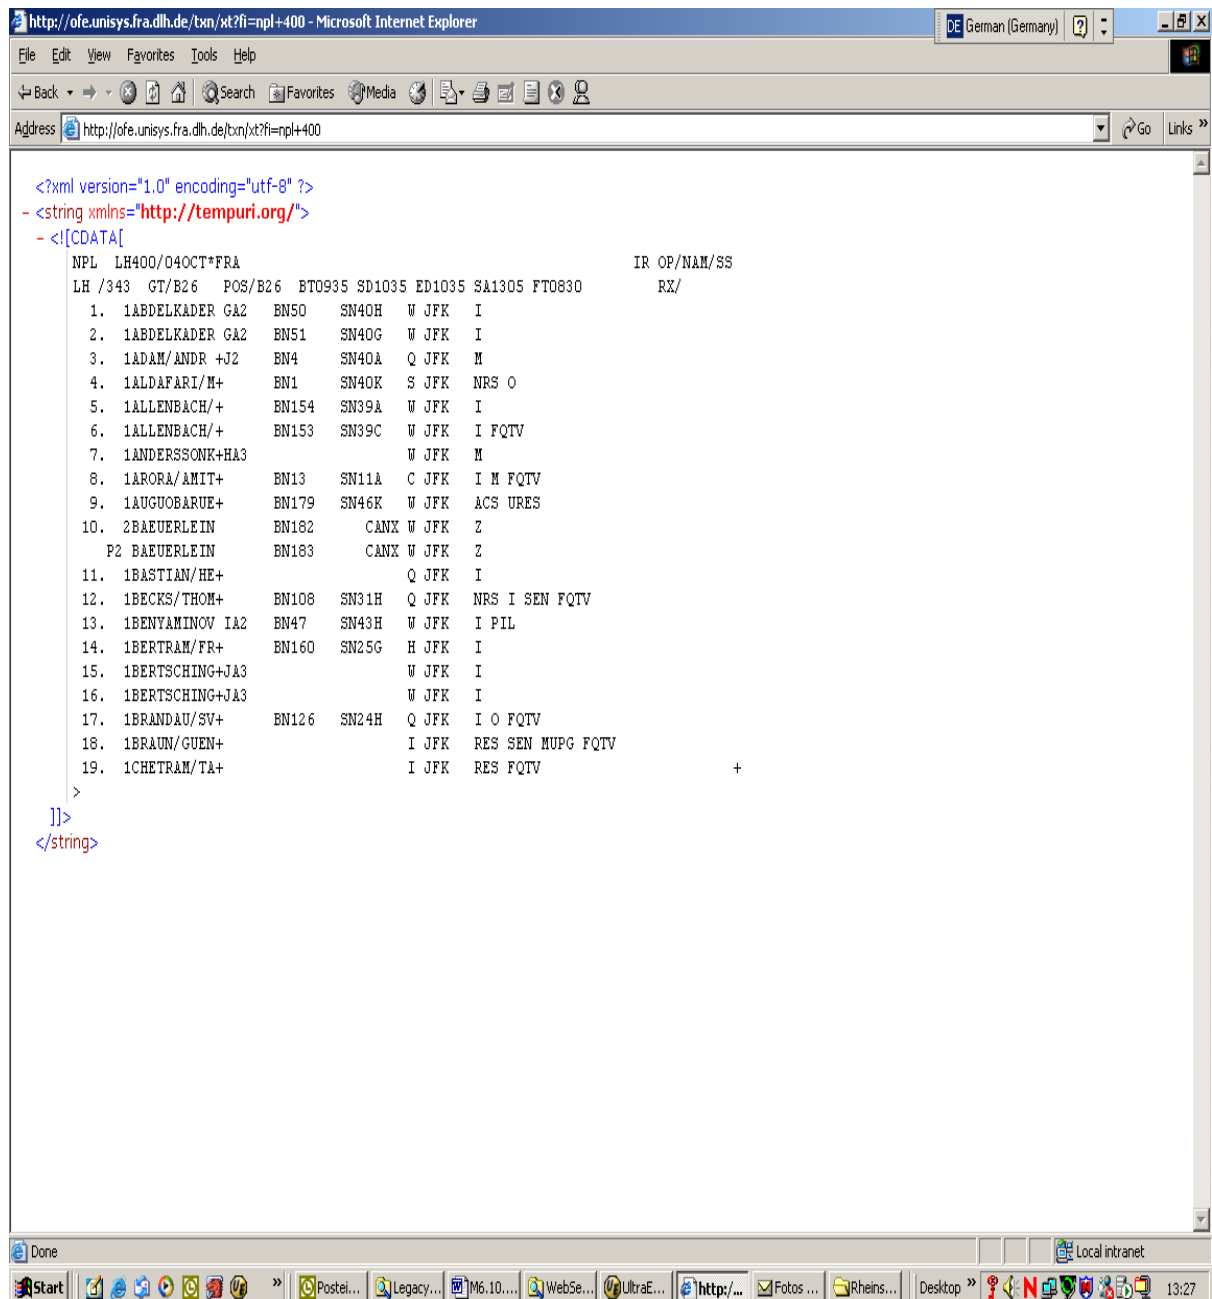 http://ofe.unisys.fra.dlh.de/txn/xt?fi=npl+400 - Microsoft Internet Explorer
DE German (Germany)
File Edit View Favorites Tools Help
Back Search Favorites Media
Address http://ofe.unisys.fra.dlh.de/txn/xt?fi=npl+400 Go Links »
<?xml version="1.0" encoding="utf-8" ?>
- <string xmlns="http://tempuri.org/">
- <![CDATA[
NPL LH400/04OCT*FRA IR OP/NAM/SS
LH /343 GT/B26 POS/B26 BT0935 SD1035 ED1035 SA1305 FT0830 RX/
1. 1ABDELKADER GA2 BN50 SN40H W JFK I
2. 1ABDELKADER GA2 BN51 SN40G W JFK I
3. 1ADAM/ANDR +J2 BN4 SN40A Q JFK M
4. 1ALDAFARI/M+ BN1 SN40K S JFK NRS O
5. 1ALLENBACH/+ BN154 SN39A W JFK I
6. 1ALLENBACH/+ BN153 SN39C W JFK I FQTV
7. 1ANDERSSONK+HA3 W JFK M
8. 1ARORA/AMIT+ BN13 SN11A C JFK I M FQTV
9. 1AUGUOBARUE+ BN179 SN46K W JFK ACS URES
10. 2BAEUERLEIN BN182 CANX W JFK Z
P2 BAEUERLEIN BN183 CANX W JFK Z
11. 1BASTIAN/HE+ Q JFK I
12. 1BECKS/THOM+ BN108 SN31H Q JFK NRS I SEN FQTV
13. 1BENYAMINOV IA2 BN47 SN43H W JFK I PIL
14. 1BERTRAM/FR+ BN160 SN25G H JFK I
15. 1BERTSCHING+JA3 W JFK I
16. 1BERTSCHING+JA3 W JFK I
17. 1BRANDAU/SV+ BN126 SN24H Q JFK I O FQTV
18. 1BRAUN/GUEN+ I JFK RES SEN MUPG FQTV
19. 1CHETRAM/TA+ I JFK RES FQTV +
>
]]>
</string>
Done Local intranet
Start » Postei... Legacy... M6.10.... WebSe... UltraE... http:/... Fotos ... Rheins... Desktop » 13:27